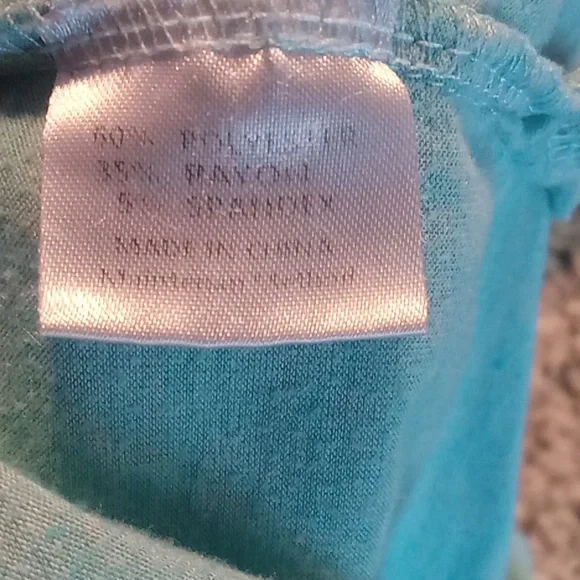 60% POLYESTER
35% RAYON
5% SPANDEX
MADE IN CHINA